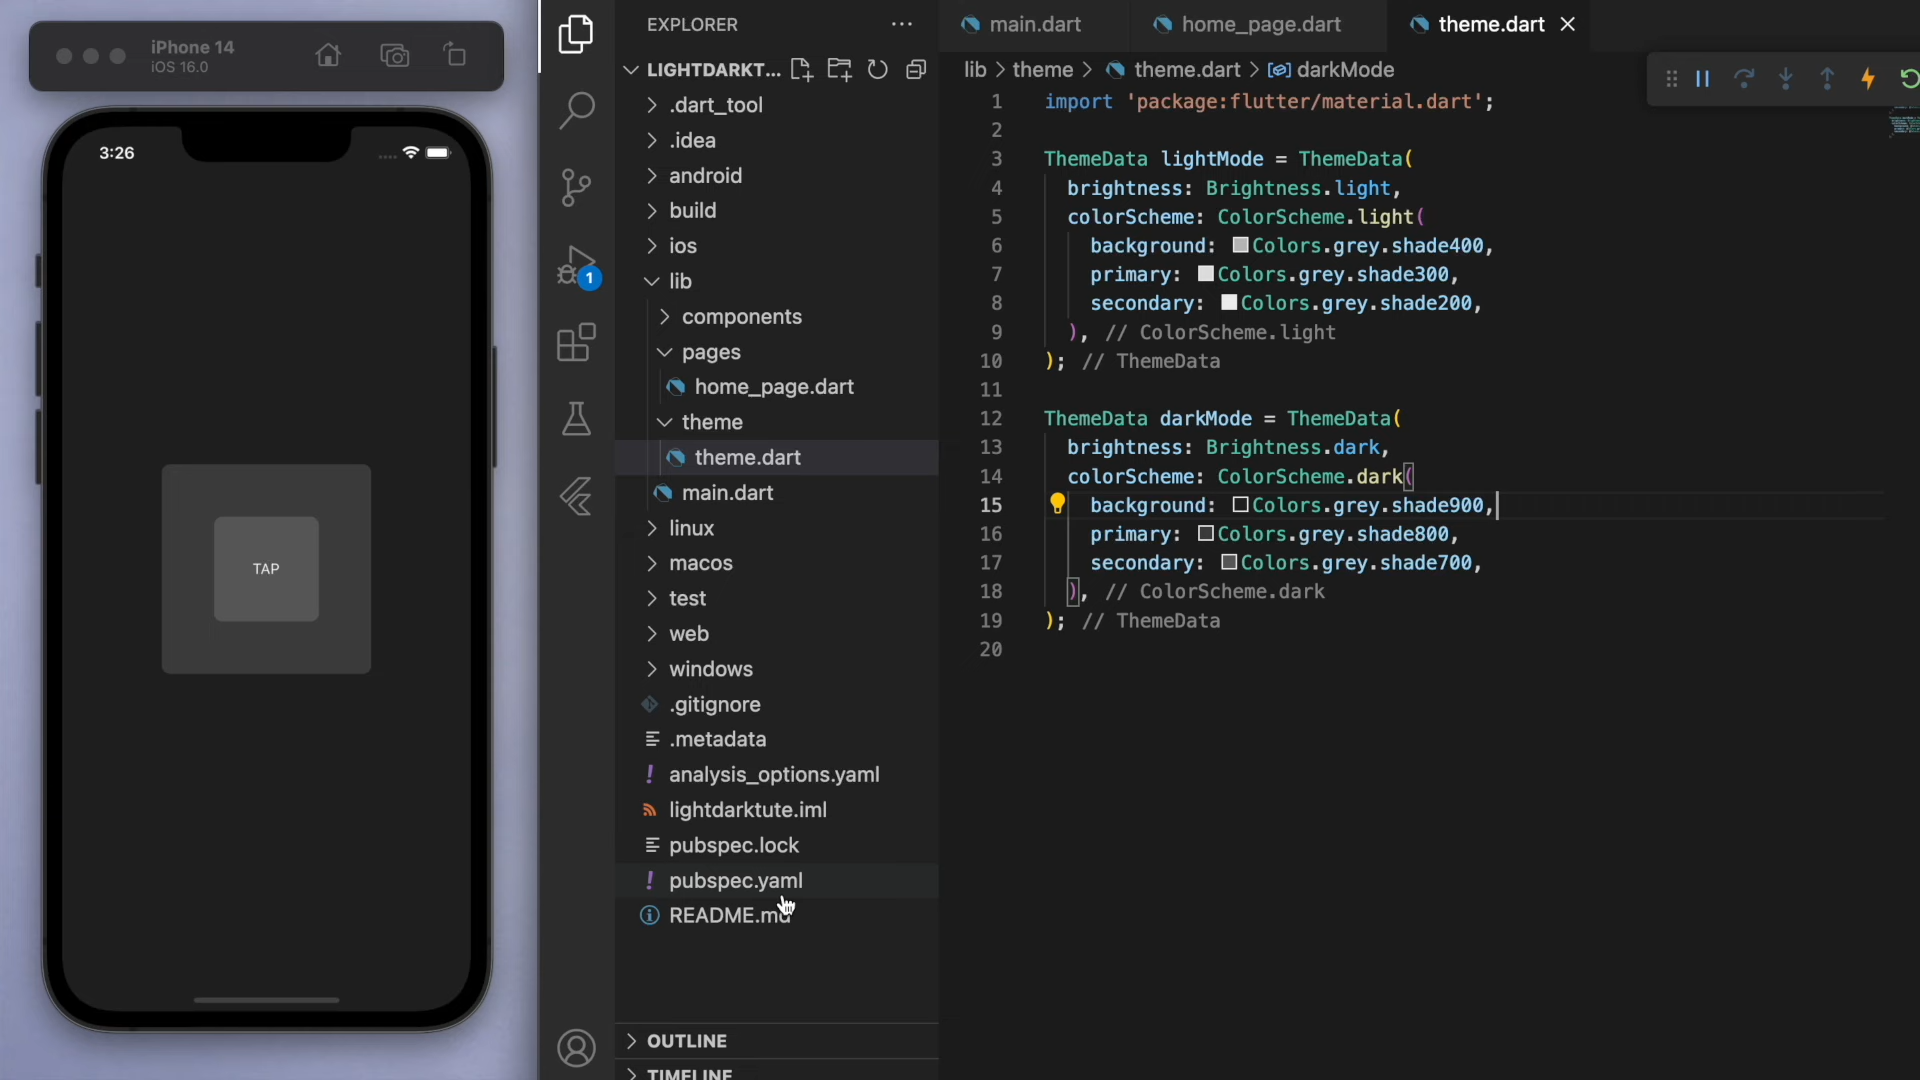 iPhone 14
iOS 16.0
3:26
TAP
EXPLORER
LIGHTDARKT...
.dart_tool
.idea
android
build
ios
lib
components
pages
home_page.dart
theme
theme.dart
main.dart
linux
macos
test
web
windows
.gitignore
.metadata
analysis_options.yaml
lightdarktute.iml
pubspec.lock
pubspec.yaml
README.md
OUTLINE
TIMELINE
1
main.dart
home_page.dart
theme.dart
lib > theme > theme.dart > darkMode
1 import 'package:flutter/material.dart';
2
3 ThemeData lightMode = ThemeData(
4 brightness: Brightness.light,
5 colorScheme: ColorScheme.light(
6 background: Colors.grey.shade400,
7 primary: Colors.grey.shade300,
8 secondary: Colors.grey.shade200,
9 ), // ColorScheme.light
10 ); // ThemeData
11
12 ThemeData darkMode = ThemeData(
13 brightness: Brightness.dark,
14 colorScheme: ColorScheme.dark(
15 background: Colors.grey.shade900,
16 primary: Colors.grey.shade800,
17 secondary: Colors.grey.shade700,
18 ), // ColorScheme.dark
19 ); // ThemeData
20